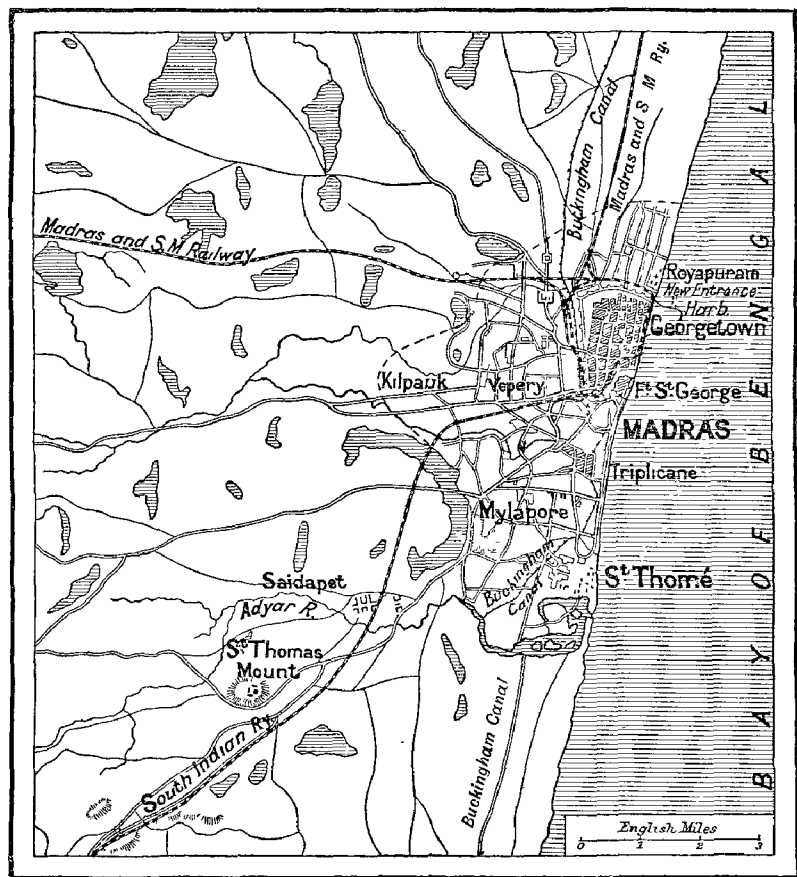 Buckingham Canal
Madras and S M Ry.
Madras and S.M Railway
Royapuram
New Entrance
Harb.
Georgetown
Kilpauk
Vepery
Ft. St George
MADRAS
Triplicane
Mylapore
Buckingham
Canal
St Thomé
Saidapet
Adyar R.
St Thomas
Mount
South Indian Ry.
Buckingham Canal
BAY OF BENGAL
English Miles
0 1 2 3